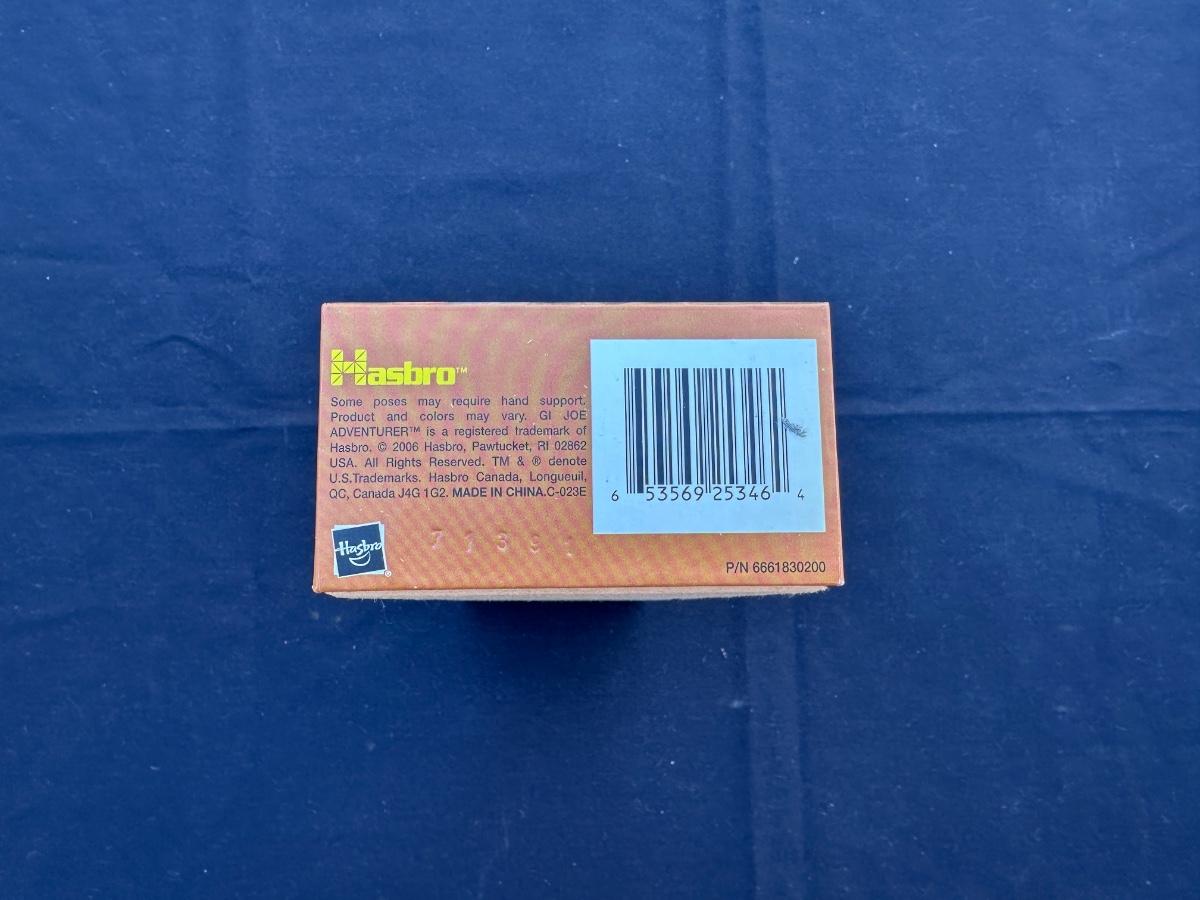 Hasbro™
Some poses may require hand support.
Product and colors may vary. GI JOE
ADVENTURER™ is a registered trademark of
Hasbro. © 2006 Hasbro, Pawtucket, RI 02862
USA. All Rights Reserved. TM & ® denote
U.S.Trademarks. Hasbro Canada, Longueuil,
QC, Canada J4G 1G2. MADE IN CHINA.C-023E
6 53569 25346 4
Hasbro ®
P/N 6661830200